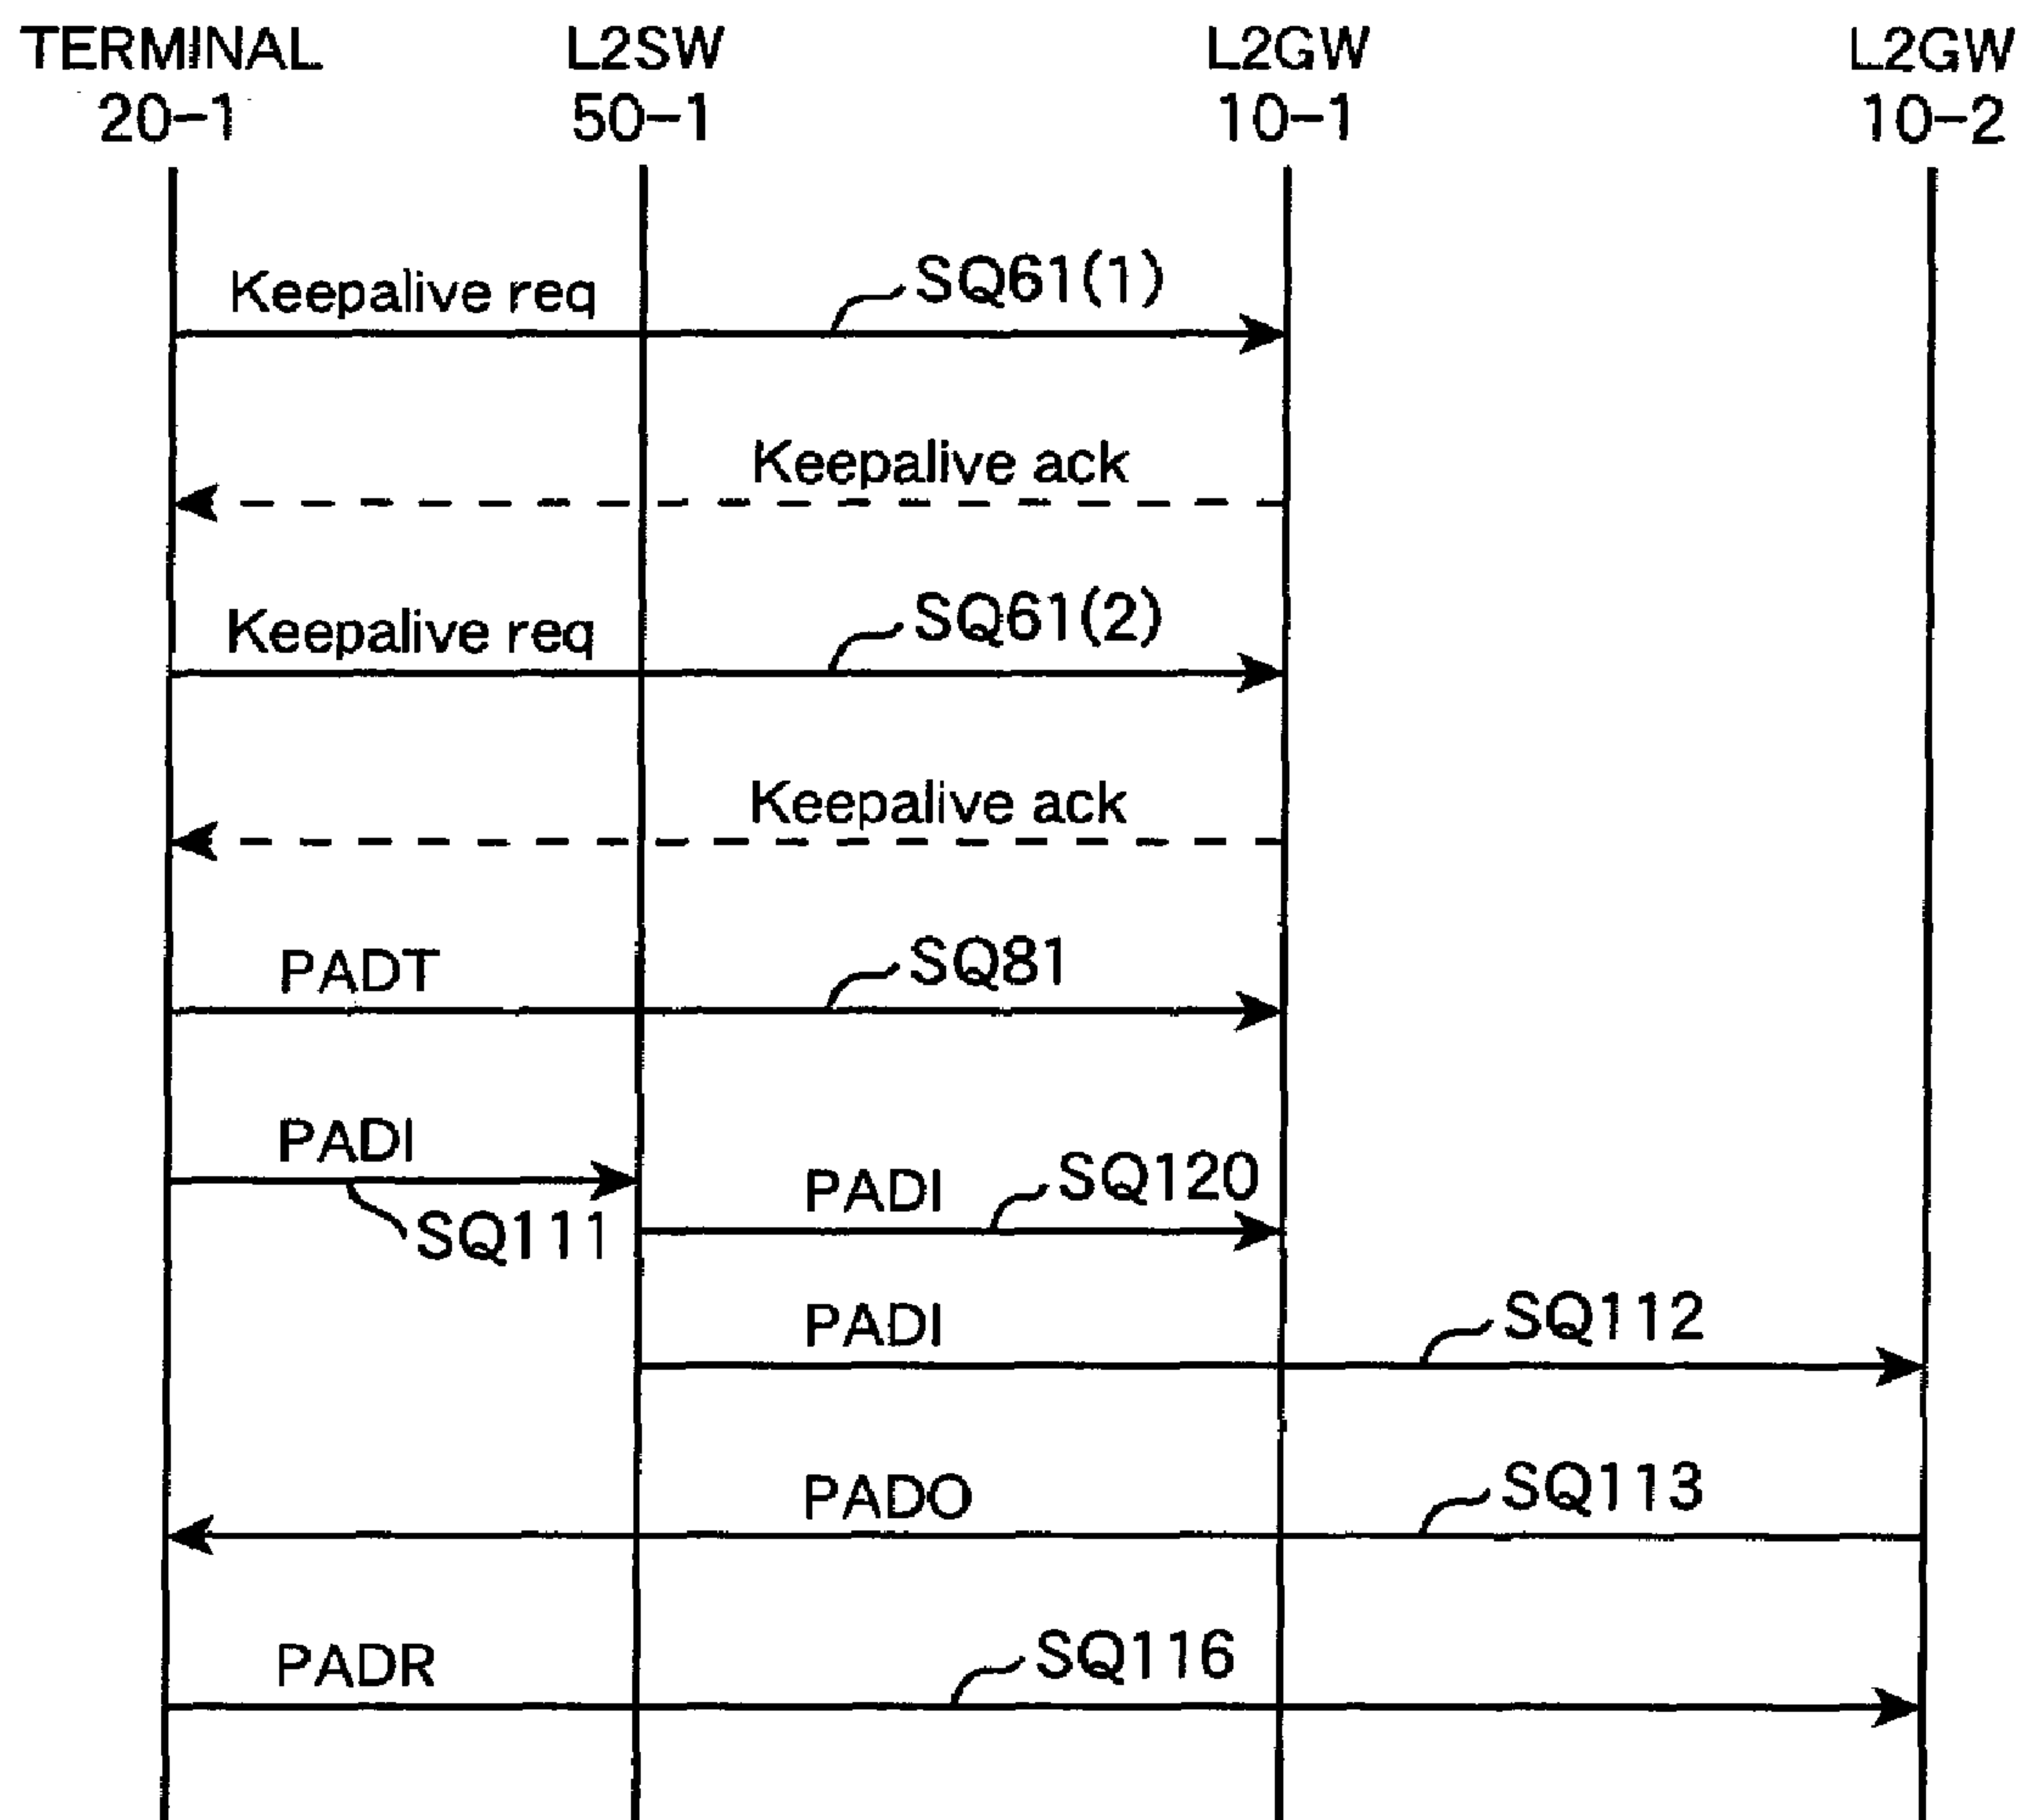 TERMINAL
20-1
L2SW
50-1
L2GW
10-1
L2GW
10-2
Keepalive req
SQ61(1)
Keepalive ack
Keepalive req
SQ61(2)
Keepalive ack
PADT
SQ81
PADI
SQ111
PADI
SQ120
PADI
SQ112
PADO
SQ113
PADR
SQ116